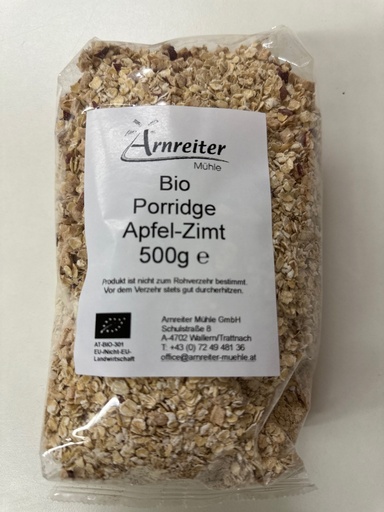 Arnreiter
Mühle
Bio
Porridge
Apfel-Zimt
500g ℮
Produkt ist nicht zum Rohverzehr bestimmt.
Vor dem Verzehr stets gut durcherhitzen.
AT-BIO-301
EU-/Nicht-EU-
Landwirtschaft
Arnreiter Mühle GmbH
Schulstraße 8
A-4702 Wallern/Trattnach
T: +43 (0) 72 49 481 36
office@arnreiter-muehle.at